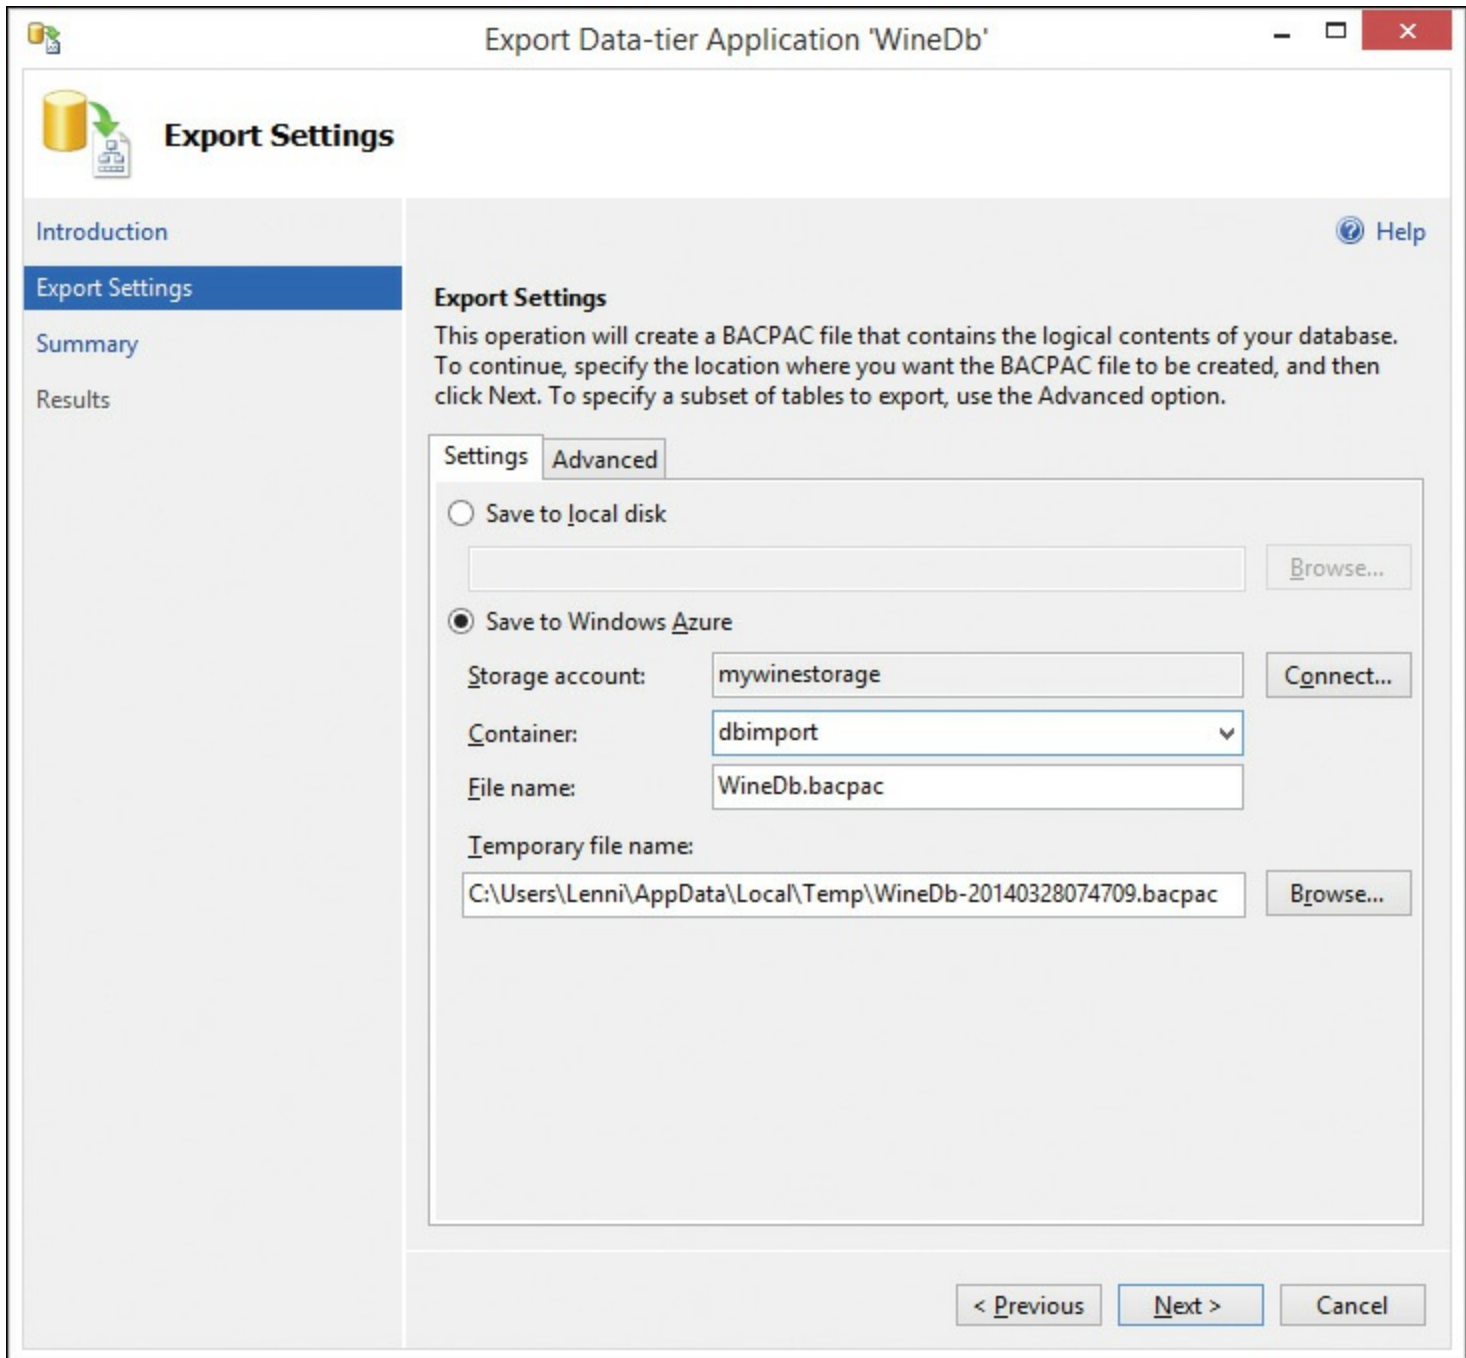 Export Data-tier Application 'WineDb'
Export Settings
Introduction
Export Settings
Summary
Results
Help
Export Settings
This operation will create a BACPAC file that contains the logical contents of your database.
To continue, specify the location where you want the BACPAC file to be created, and then
click Next. To specify a subset of tables to export, use the Advanced option.
Settings Advanced
Save to local disk
Browse...
Save to Windows Azure
Storage account: mywinestorage Connect...
Container: dbimport
File name: WineDb.bacpac
Temporary file name:
C:\Users\Lenni\AppData\Local\Temp\WineDb-20140328074709.bacpac Browse...
< Previous Next > Cancel